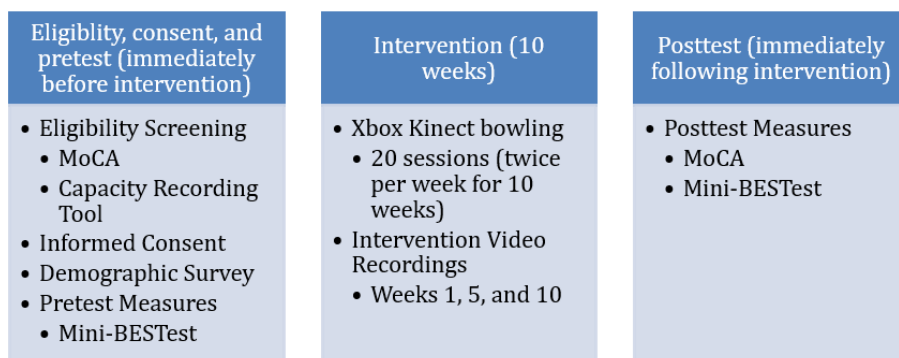 Eligiblity, consent, and
pretest (immediately
before intervention)
• Eligibility Screening
• MoCA
• Capacity Recording
Tool
• Informed Consent
• Demographic Survey
• Pretest Measures
• Mini-BESTest
Intervention (10
weeks)
• Xbox Kinect bowling
• 20 sessions (twice
per week for 10
weeks)
• Intervention Video
Recordings
• Weeks 1, 5, and 10
Posttest (immediately
following intervention)
• Posttest Measures
• MoCA
• Mini-BESTest